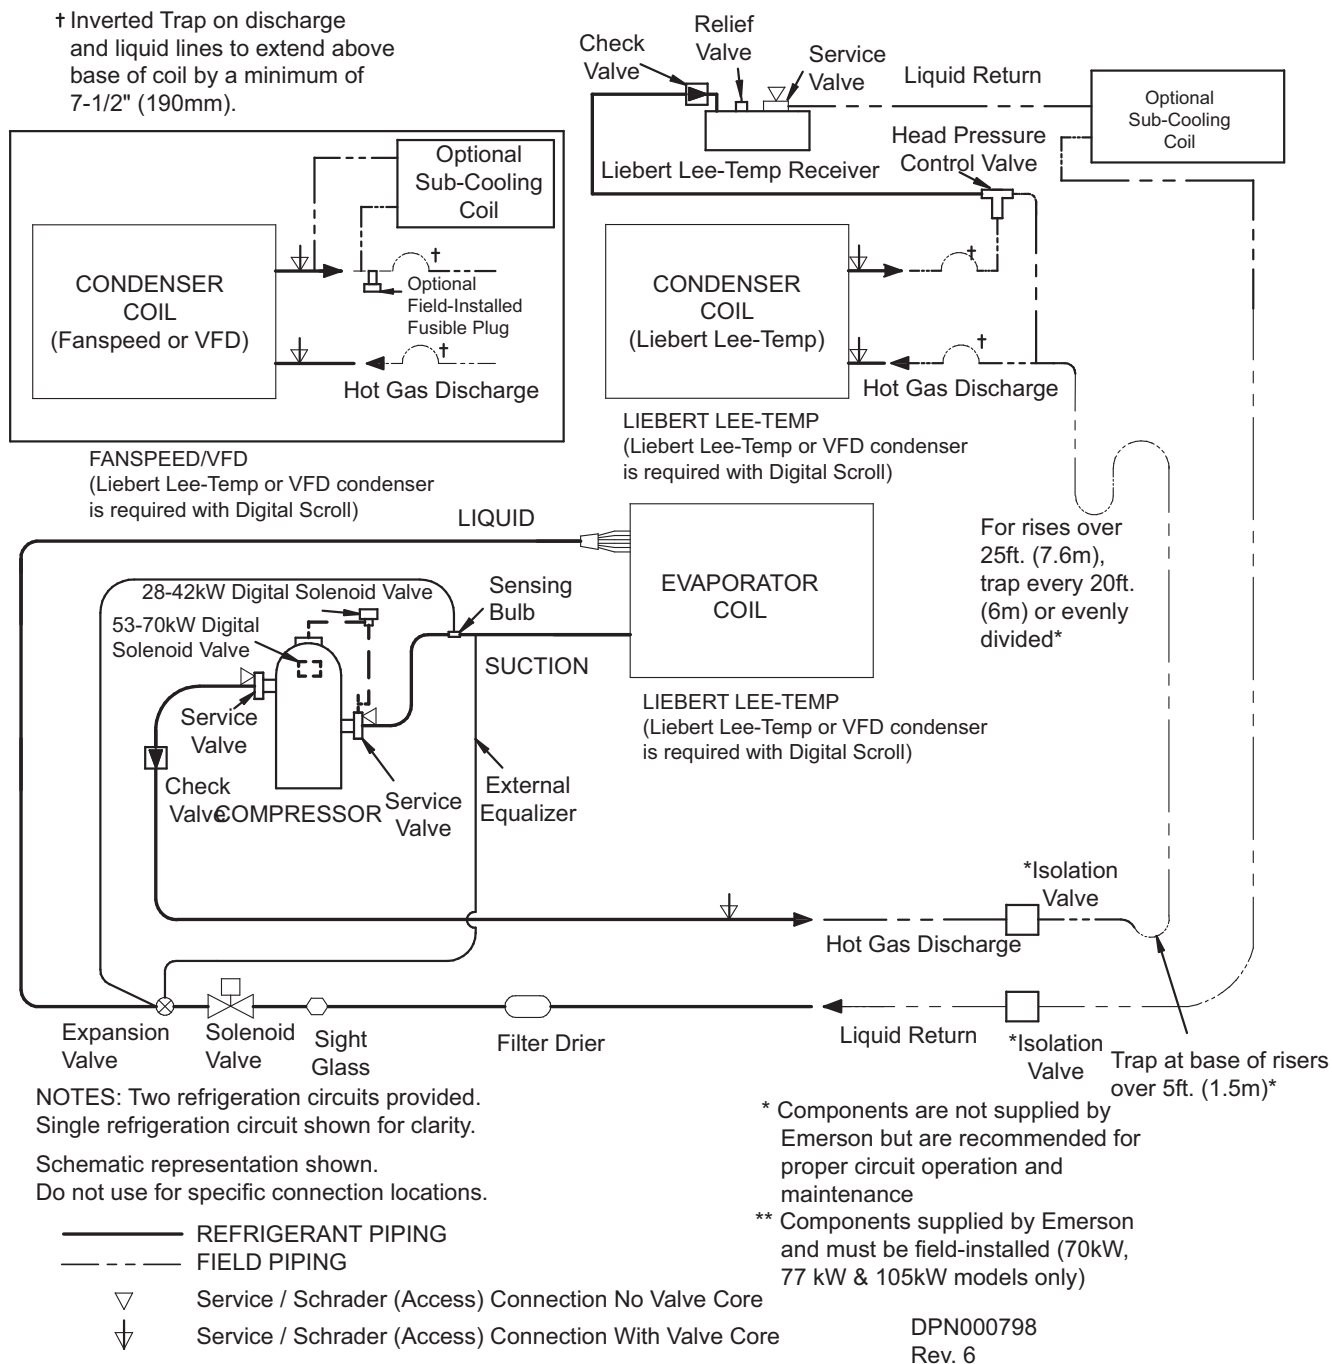 † Inverted Trap on discharge
and liquid lines to extend above
base of coil by a minimum of
7-1/2" (190mm).
Optional
Sub-Cooling
Coil
CONDENSER
COIL
(Fanspeed or VFD)
†
Optional
Field-Installed
Fusible Plug
†
Hot Gas Discharge
FANSPEED/VFD
(Liebert Lee-Temp or VFD condenser
is required with Digital Scroll)
Check
Valve
Relief
Valve
Service
Valve
Liquid Return
Optional
Sub-Cooling
Coil
Liebert Lee-Temp Receiver
Head Pressure
Control Valve
CONDENSER
COIL
(Liebert Lee-Temp)
†
†
Hot Gas Discharge
LIEBERT LEE-TEMP
(Liebert Lee-Temp or VFD condenser
is required with Digital Scroll)
For rises over
25ft. (7.6m),
trap every 20ft.
(6m) or evenly
divided*
LIQUID
EVAPORATOR
COIL
28-42kW Digital Solenoid Valve
Sensing
Bulb
53-70kW Digital
Solenoid Valve
SUCTION
LIEBERT LEE-TEMP
(Liebert Lee-Temp or VFD condenser
is required with Digital Scroll)
Service
Valve
Check
Valve
COMPRESSOR
Service
Valve
External
Equalizer
*Isolation
Valve
Hot Gas Discharge
Expansion
Valve
Solenoid
Valve
Sight
Glass
Filter Drier
Liquid Return
*Isolation
Valve
Trap at base of risers
over 5ft. (1.5m)*
NOTES: Two refrigeration circuits provided.
Single refrigeration circuit shown for clarity.
Schematic representation shown.
Do not use for specific connection locations.
* Components are not supplied by
Emerson but are recommended for
proper circuit operation and
maintenance
** Components supplied by Emerson
and must be field-installed (70kW,
77 kW & 105kW models only)
REFRIGERANT PIPING
FIELD PIPING
Service / Schrader (Access) Connection No Valve Core
Service / Schrader (Access) Connection With Valve Core
DPN000798
Rev. 6